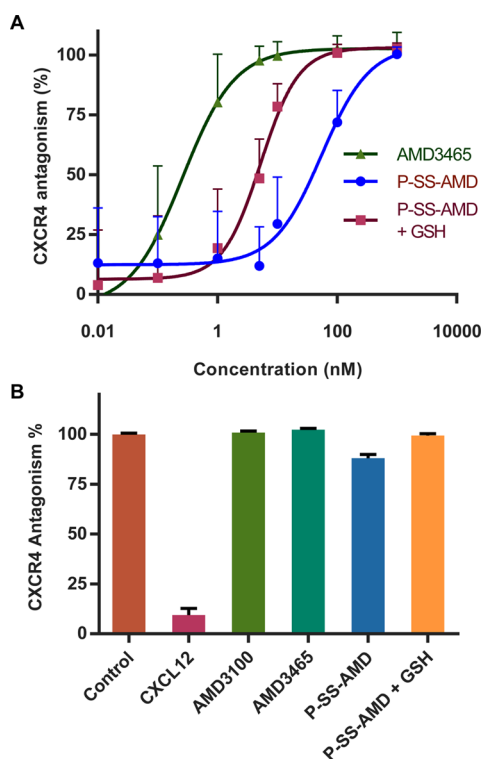 A
CXCR4 antagonism (%)
100
75
50
25
0
0.01
1
100
10000
Concentration (nM)
AMD3465
P-SS-AMD
P-SS-AMD
+ GSH
B
CXCR4 Antagonism %
100
75
50
25
0
Control
CXCL12
AMD3100
AMD3465
P-SS-AMD
P-SS-AMD + GSH